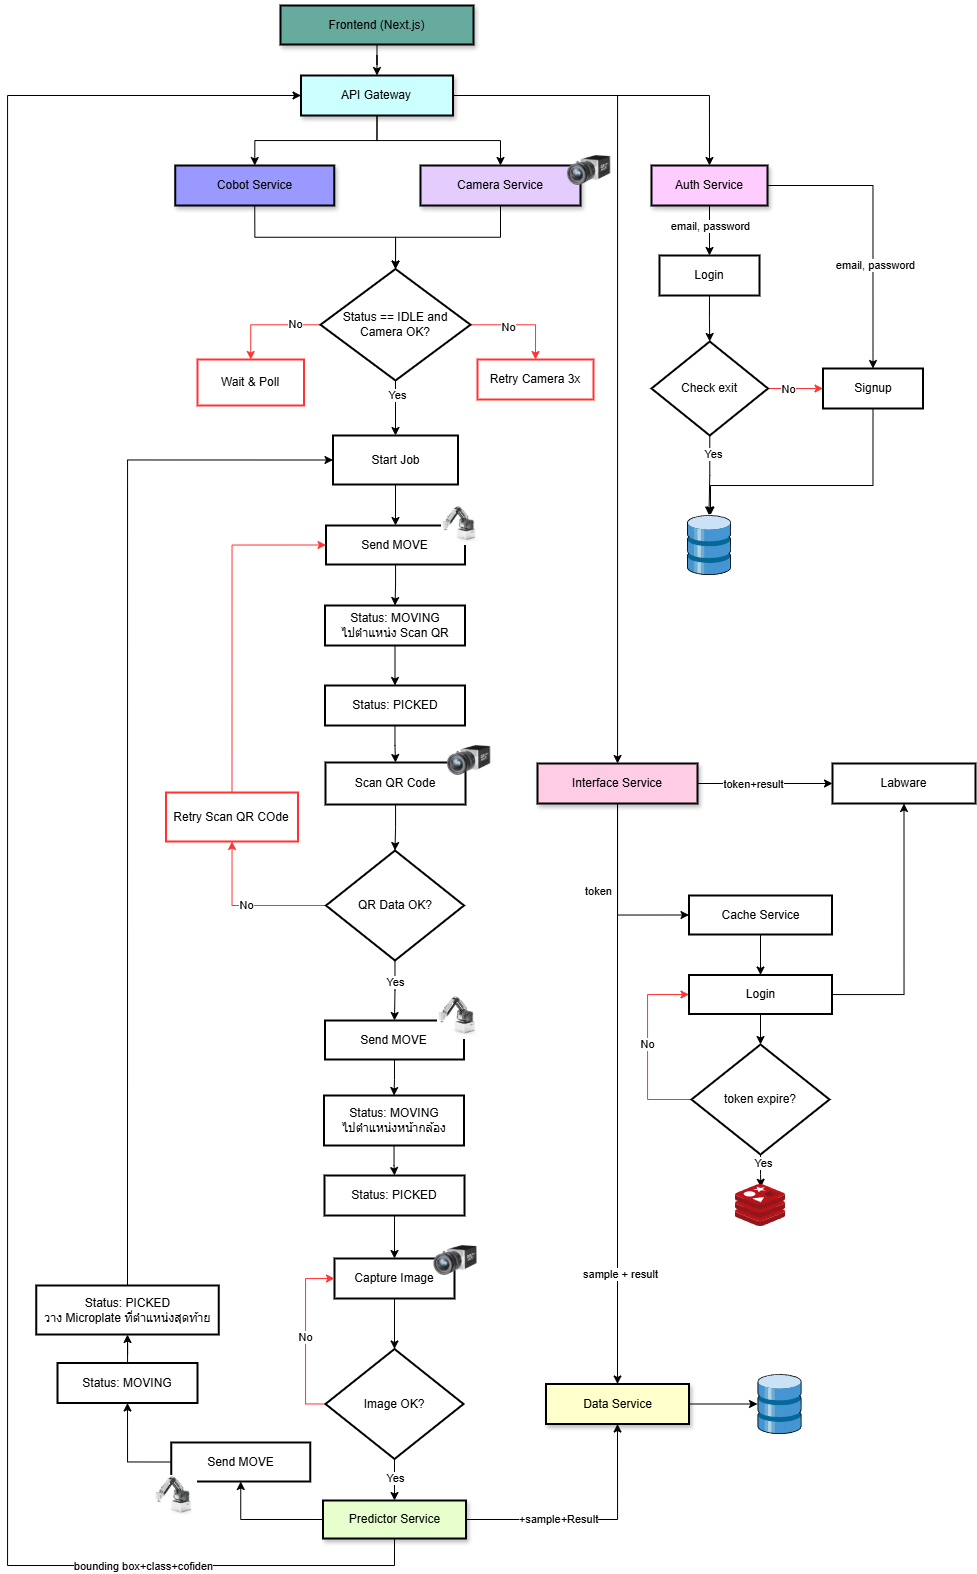 Frontend (Next.js)
API Gateway
Cobot Service
Camera Service
Auth Service
email, password
email, password
Login
Status == IDLE and
Camera OK?
No
No
Wait & Poll
Retry Camera 3x
Yes
Check exit
No
Signup
Yes
Start Job
Send MOVE
Status: MOVING
ไปตำแหน่ง Scan QR
Status: PICKED
Scan QR Code
Retry Scan QR COde
QR Data OK?
No
Yes
Interface Service
token+result
Labware
token
Cache Service
Login
No
token expire?
Yes
Send MOVE
Status: MOVING
ไปตำแหน่งหน้ากล้อง
Status: PICKED
Capture Image
sample + result
No
Image OK?
Yes
Status: PICKED
วาง Microplate ที่ตำแหน่งสุดท้าย
Status: MOVING
Send MOVE
Data Service
Predictor Service
+sample+Result
bounding box+class+cofiden